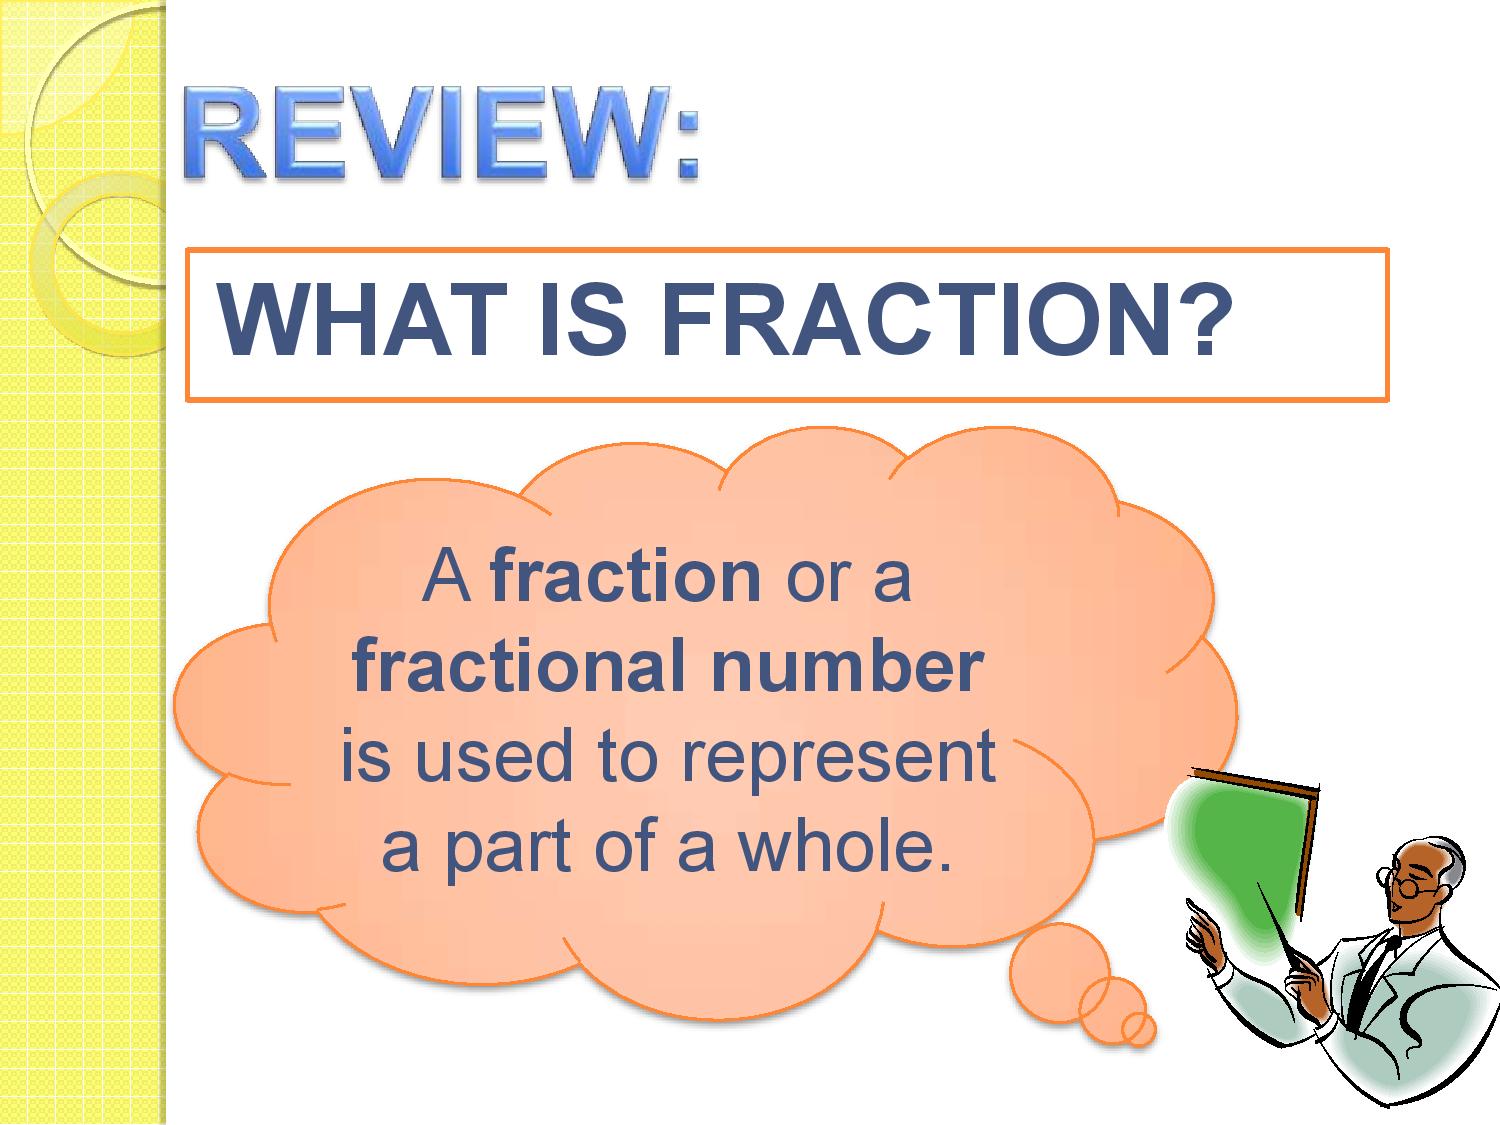 REVIEW:
WHAT IS FRACTION?
A fraction or a
fractional number
is used to represent
a part of a whole.